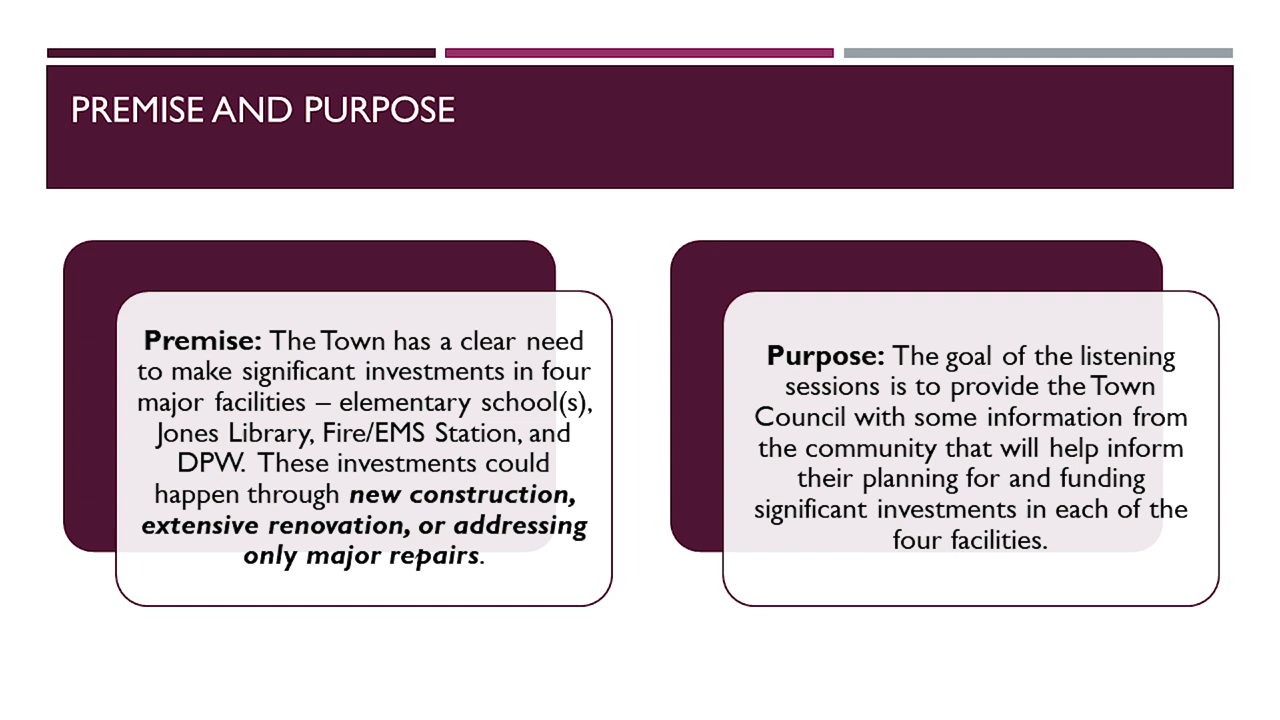 PREMISE AND PURPOSE
Premise: The Town has a clear need
to make significant investments in four
major facilities – elementary school(s),
Jones Library, Fire/EMS Station, and
DPW. These investments could
happen through new construction,
extensive renovation, or addressing
only major repairs.
Purpose: The goal of the listening
sessions is to provide the Town
Council with some information from
the community that will help inform
their planning for and funding
significant investments in each of the
four facilities.